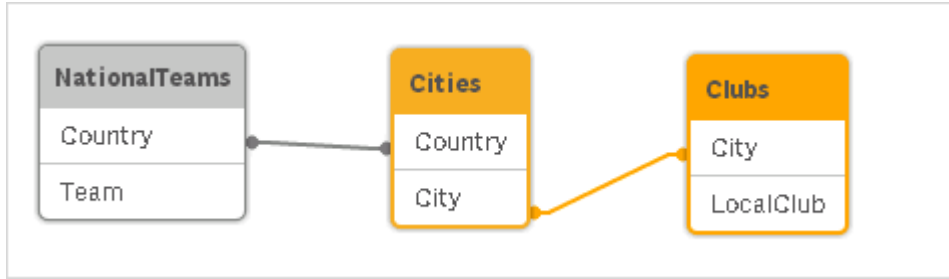 NationalTeams
Country
Team
Cities
Country
City
Clubs
City
LocalClub